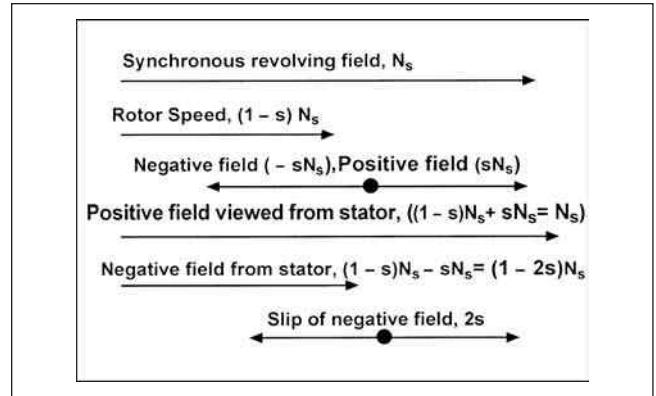 Synchronous revolving field, Nₛ
Rotor Speed, (1 – s) Nₛ
Negative field ( – sNₛ),Positive field (sNₛ)
Positive field viewed from stator, ((1 – s)Nₛ+ sNₛ= Nₛ)
Negative field from stator, (1 – s)Nₛ – sNₛ= (1 – 2s)Nₛ
Slip of negative field, 2s